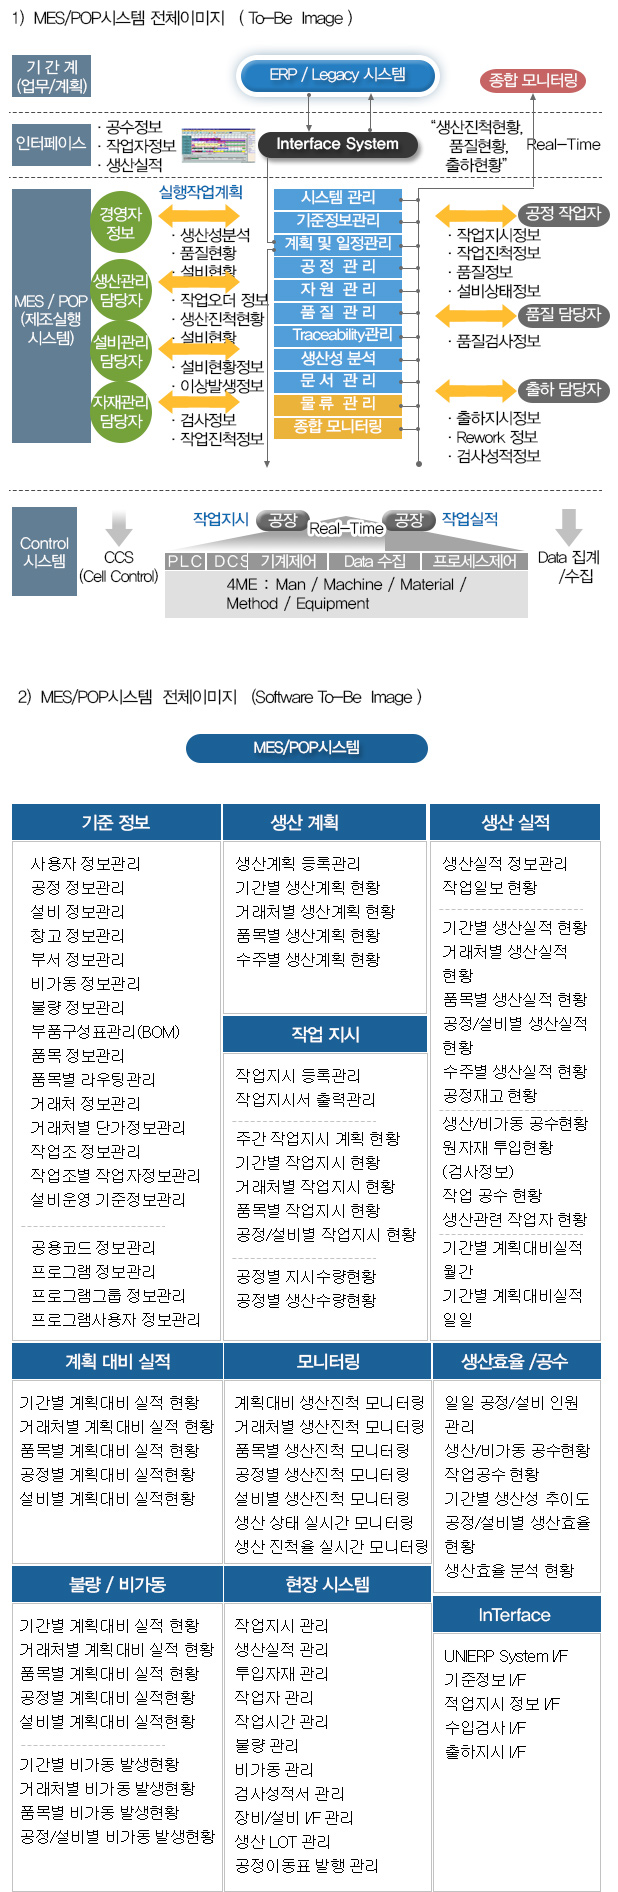 1) MES/POP시스템 전체이미지 ( To-Be Image )
기 간 계
(업무/계획)
ERP / Legacy 시스템
종합 모니터링
인터페이스
· 공수정보
· 작업자정보
· 생산실적
Interface System
“생산진척현황,
품질현황,
출하현황”
Real-Time
MES / POP
(제조실행
시스템)
경영자
정보
생산관리
담당자
설비관리
담당자
자재관리
담당자
실행작업계획
· 생산성분석
· 품질현황
· 설비현황
· 작업오더 정보
· 생산진척현황
· 설비현황
· 설비현황정보
· 이상발생정보
· 검사정보
· 작업진척정보
시스템 관리
기준정보관리
계획 및 일정관리
공 정 관 리
자 원 관 리
품 질 관 리
Traceability관리
생산성 분석
문 서 관 리
물 류 관 리
종합 모니터링
공정 작업자
· 작업지시정보
· 작업진척정보
· 품질정보
· 설비상태정보
품질 담당자
· 품질검사정보
출하 담당자
· 출하지시정보
· Rework 정보
· 검사성적정보
Control
시스템
CCS
(Cell Control)
작업지시
공장
Real-Time
공장
작업실적
PLC
DCS
기계제어
Data 수집
프로세스제어
4ME : Man / Machine / Material /
Method / Equipment
Data 집계
/수집
2) MES/POP시스템 전체이미지 (Software To-Be Image )
MES/POP시스템
기준 정보
사용자 정보관리
공정 정보관리
설비 정보관리
창고 정보관리
부서 정보관리
비가동 정보관리
불량 정보관리
부품구성표관리(BOM)
품목 정보관리
품목별 라우팅관리
거래처 정보관리
거래처별 단가정보관리
작업조 정보관리
작업조별 작업자정보관리
설비운영 기준정보관리
공용코드 정보관리
프로그램 정보관리
프로그램그룹 정보관리
프로그램사용자 정보관리
생산 계획
생산계획 등록관리
기간별 생산계획 현황
거래처별 생산계획 현황
품목별 생산계획 현황
수주별 생산계획 현황
작업 지시
작업지시 등록관리
작업지시서 출력관리
주간 작업지시 계획 현황
기간별 작업지시 현황
거래처별 작업지시 현황
품목별 작업지시 현황
공정/설비별 작업지시 현황
공정별 지시수량현황
공정별 생산수량현황
생산 실적
생산실적 정보관리
작업일보 현황
기간별 생산실적 현황
거래처별 생산실적
현황
품목별 생산실적 현황
공정/설비별 생산실적
현황
수주별 생산실적 현황
공정재고 현황
생산/비가동 공수현황
원자재 투입현황
(검사정보)
작업 공수 현황
생산관련 작업자 현황
기간별 계획대비실적
월간
기간별 계획대비실적
일일
계획 대비 실적
기간별 계획대비 실적 현황
거래처별 계획대비 실적 현황
품목별 계획대비 실적 현황
공정별 계획대비 실적현황
설비별 계획대비 실적현황
모니터링
계획대비 생산진척 모니터링
거래처별 생산진척 모니터링
품목별 생산진척 모니터링
공정별 생산진척 모니터링
설비별 생산진척 모니터링
생산 상태 실시간 모니터링
생산 진척율 실시간 모니터링
생산효율 /공수
일일 공정/설비 인원
관리
생산/비가동 공수현황
작업공수 현황
기간별 생산성 추이도
공정/설비별 생산효율
현황
생산효율 분석 현황
불량 / 비가동
기간별 계획대비 실적 현황
거래처별 계획대비 실적 현황
품목별 계획대비 실적 현황
공정별 계획대비 실적현황
설비별 계획대비 실적현황
기간별 비가동 발생현황
거래처별 비가동 발생현황
품목별 비가동 발생현황
공정/설비별 비가동 발생현황
현장 시스템
작업지시 관리
생산실적 관리
투입자재 관리
작업자 관리
작업시간 관리
불량 관리
비가동 관리
검사성적서 관리
장비/설비 I/F 관리
생산 LOT 관리
공정이동표 발행 관리
InTerface
UNIERP System I/F
기준정보 I/F
적업지시 정보 I/F
수입검사 I/F
출하지시 I/F